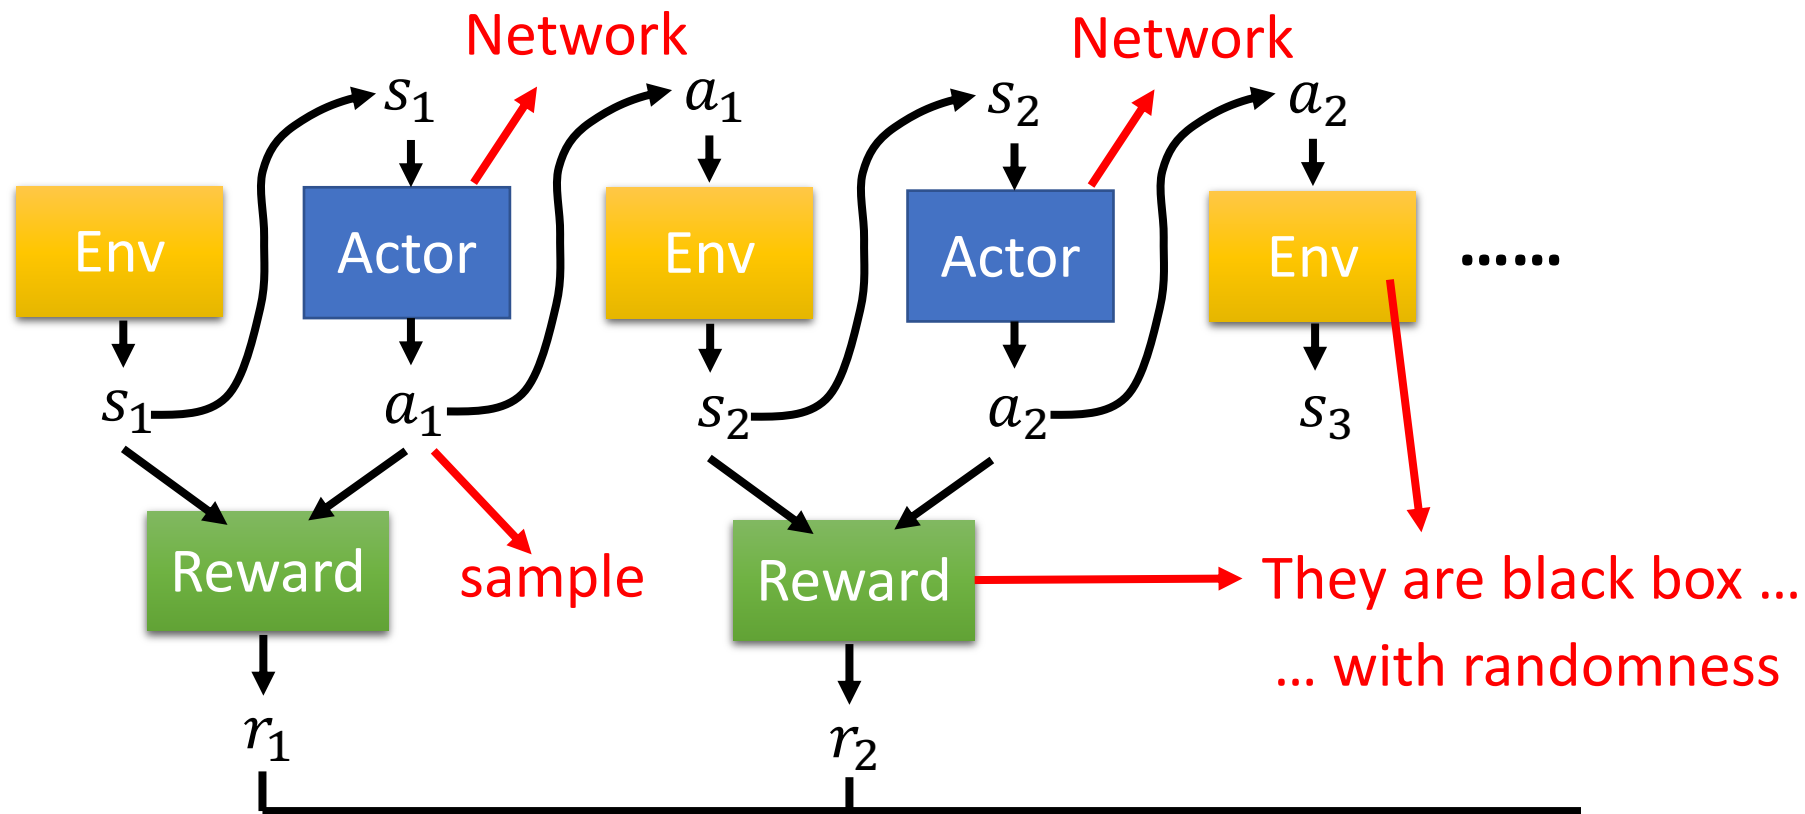 Network
Network
s₁
a₁
s₂
a₂
Env
Actor
Env
Actor
Env
......
s₁
a₁
s₂
a₂
s₃
Reward
sample
Reward
They are black box ...
... with randomness
r₁
r₂